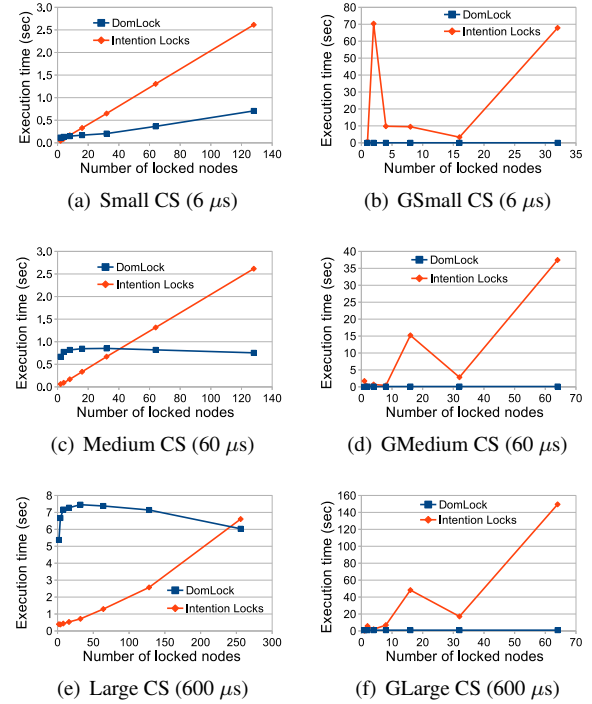 3,0
2,5
2,0
1,5
1,0
0,5
0,0
Execution time (sec)
DomLock
Intention Locks
0 20 40 60 80 100 120 140
Number of locked nodes
(a) Small CS (6 μs)
80
70
60
50
40
30
20
10
0
Execution time (sec)
DomLock
Intention Locks
0 5 10 15 20 25 30 35
Number of locked nodes
(b) GSmall CS (6 μs)
3,0
2,5
2,0
1,5
1,0
0,5
0,0
Execution time (sec)
DomLock
Intention Locks
0 20 40 60 80 100 120 140
Number of locked nodes
(c) Medium CS (60 μs)
40
35
30
25
20
15
10
5
0
Execution time (sec)
DomLock
Intention Locks
0 10 20 30 40 50 60 70
Number of locked nodes
(d) GMedium CS (60 μs)
8
7
6
5
4
3
2
1
0
Execution time (sec)
DomLock
Intention Locks
0 50 100 150 200 250 300
Number of locked nodes
(e) Large CS (600 μs)
160
140
120
100
80
60
40
20
0
Execution time (sec)
DomLock
Intention Locks
0 10 20 30 40 50 60 70
Number of locked nodes
(f) GLarge CS (600 μs)